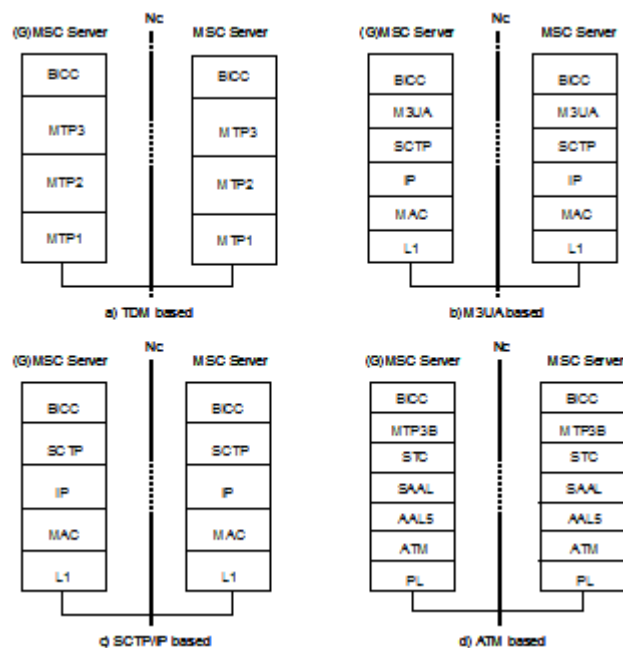 Nc
(G)MSC Server MSC Server
BICC BICC
MTP3 MTP3
MTP2 MTP2
MTP1 MTP1
a) TDM based
Nc
(G)MSC Server MSC Server
BICC BICC
M3UA M3UA
SCTP SCTP
IP IP
MAC MAC
L1 L1
b) M3UA based
Nc
(G)MSC Server MSC Server
BICC BICC
SCTP SCTP
IP IP
MAC MAC
L1 L1
c) SCTP/IP based
Nc
(G)MSC Server MSC Server
BICC BICC
MTP3B MTP3B
STC STC
SAAL SAAL
AAL5 AAL5
ATM ATM
PL PL
d) ATM based